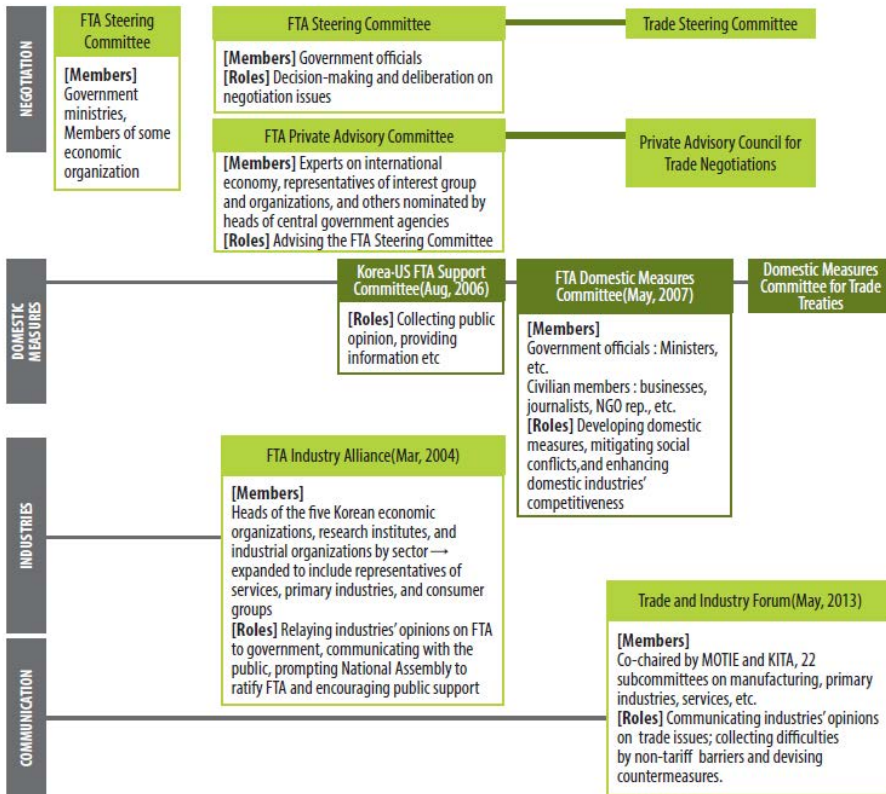 NEGOTIATION
FTA Steering
Committee
[Members]
Government
ministries,
Members of some
economic
organization
FTA Steering Committee
[Members] Government officials
[Roles] Decision-making and deliberation on
negotiation issues
Trade Steering Committee
FTA Private Advisory Committee
[Members] Experts on international
economy, representatives of interest group
and organizations, and others nominated by
heads of central government agencies
[Roles] Advising the FTA Steering Committee
Private Advisory Council for
Trade Negotiations
DOMESTIC
MEASURES
Korea-US FTA Support
Committee(Aug, 2006)
[Roles] Collecting public
opinion, providing
information etc
FTA Domestic Measures
Committee(May, 2007)
[Members]
Government officials : Ministers,
etc.
Civilian members : businesses,
journalists, NGO rep., etc.
[Roles] Developing domestic
measures, mitigating social
conflicts,and enhancing
domestic industries'
competitiveness
Domestic Measures
Committee for Trade
Treaties
INDUSTRIES
FTA Industry Alliance(Mar, 2004)
[Members]
Heads of the five Korean economic
organizations, research institutes, and
industrial organizations by sector →
expanded to include representatives of
services, primary industries, and consumer
groups
[Roles] Relaying industries' opinions on FTA
to government, communicating with the
public, prompting National Assembly to
ratify FTA and encouraging public support
COMMUNICATION
Trade and Industry Forum(May, 2013)
[Members]
Co-chaired by MOTIE and KITA, 22
subcommittees on manufacturing, primary
industries, services, etc.
[Roles] Communicating industries' opinions
on trade issues; collecting difficulties
by non-tariff barriers and devising
countermeasures.